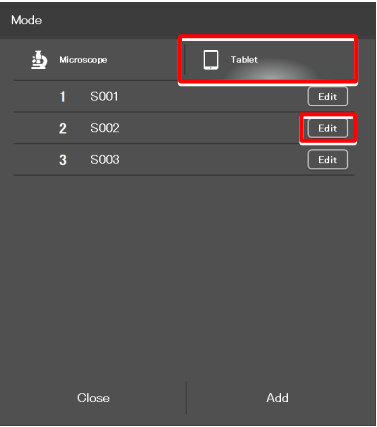 Mode
Microscope Tablet
1 S001 Edit
2 S002 Edit
3 S003 Edit
Close Add